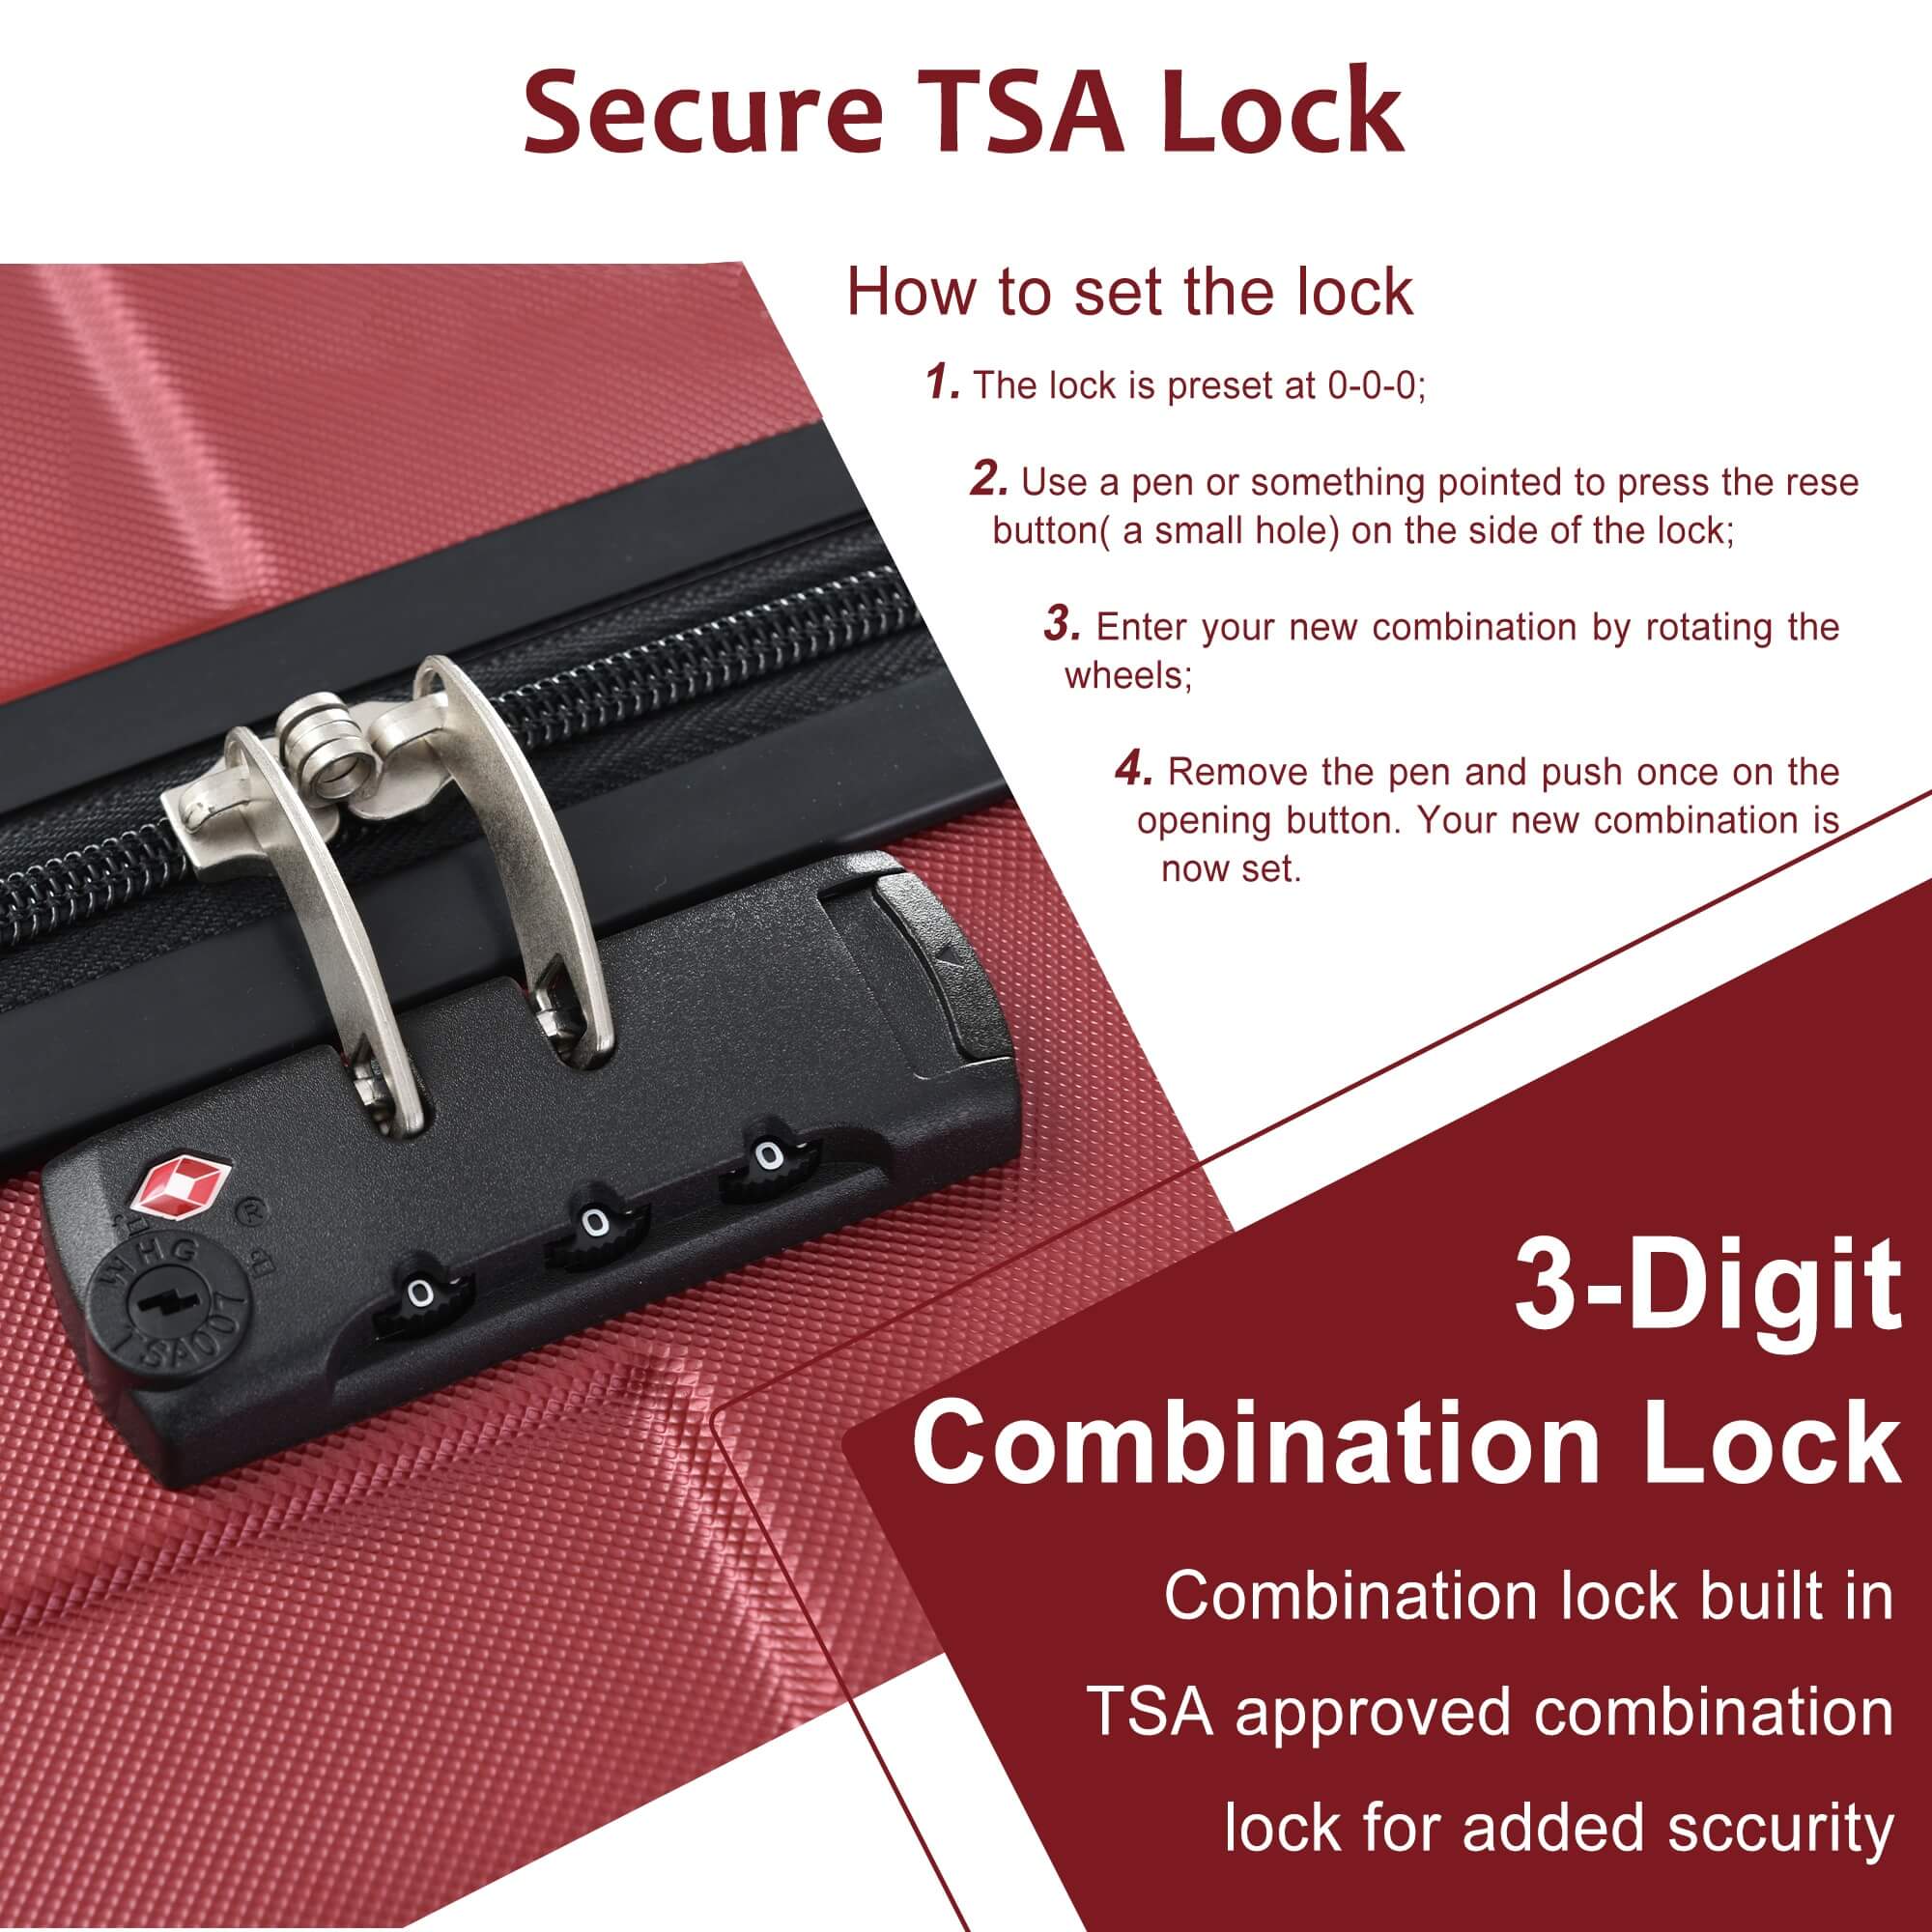 Secure TSA Lock
How to set the lock
1. The lock is preset at 0-0-0;
2. Use a pen or something pointed to press the rese
button( a small hole) on the side of the lock;
3. Enter your new combination by rotating the
wheels;
4. Remove the pen and push once on the
opening button. Your new combination is
now set.
®
WHG
TSA007
0
0
0
3-Digit
Combination Lock
Combination lock built in
TSA approved combination
lock for added sccurity